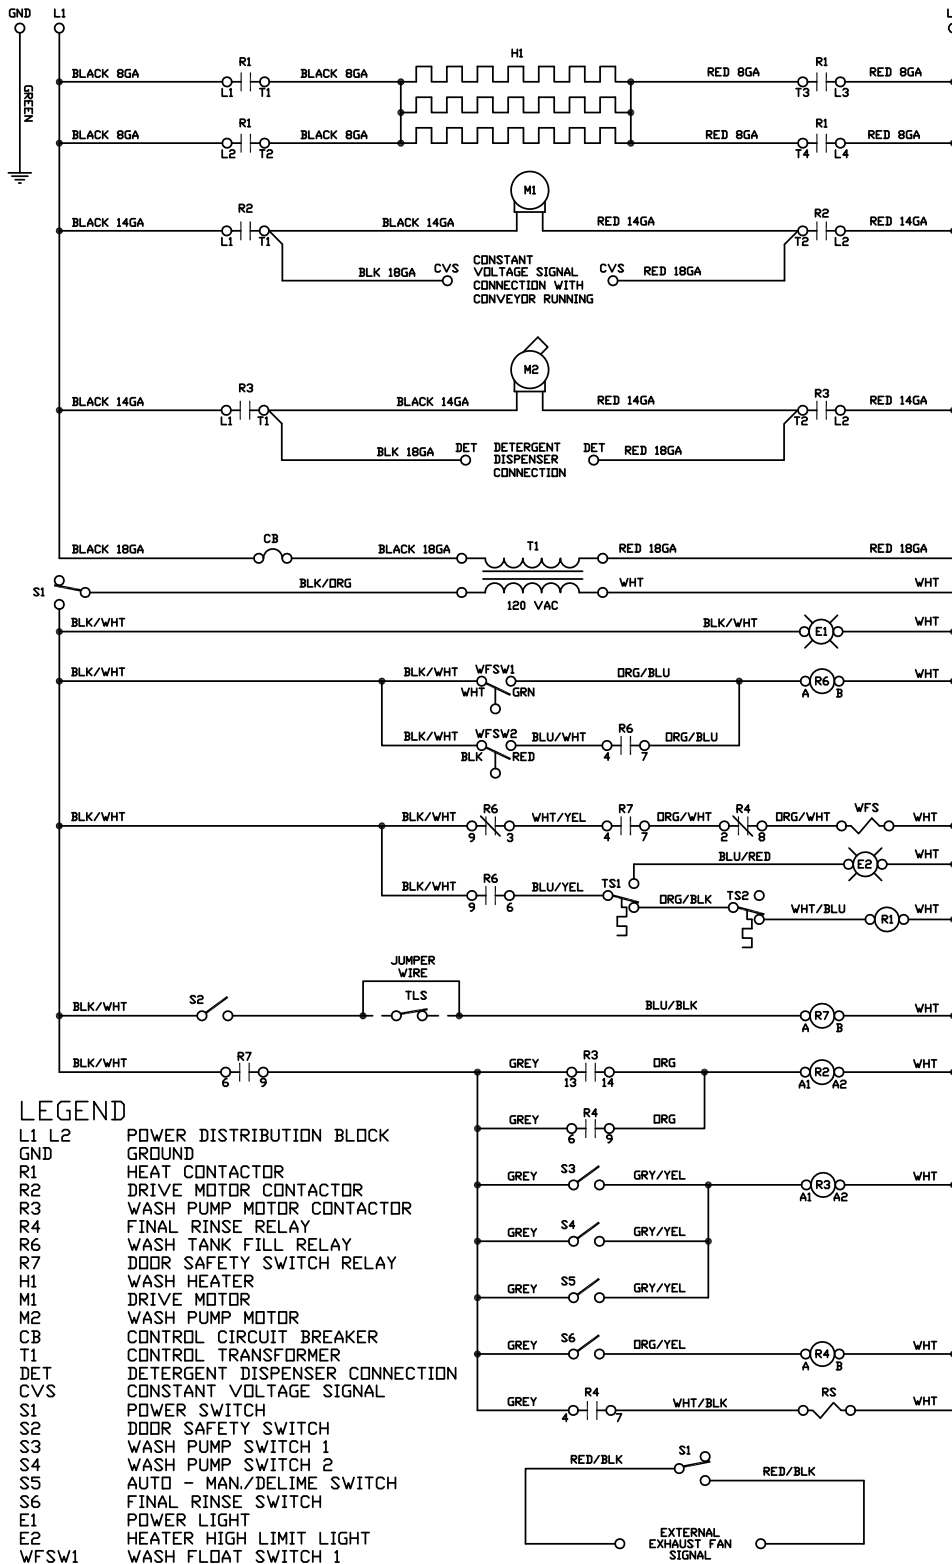 GND L1 L
H1
BLACK 8GA R1 BLACK 8GA RED 8GA R1 RED 8GA
L1 T1 T3 L3
GREEN
BLACK 8GA R1 BLACK 8GA RED 8GA R1 RED 8GA
L2 T2 T4 L4
M1
BLACK 14GA R2 BLACK 14GA RED 14GA R2 RED 14GA
L1 T1 T2 L2
BLK 18GA CVS CONSTANT CVS RED 18GA
VOLTAGE SIGNAL
CONNECTION WITH
CONVEYOR RUNNING
M2
BLACK 14GA R3 BLACK 14GA RED 14GA R3 RED 14GA
L1 T1 T2 L2
BLK 18GA DET DETERGENT DET RED 18GA
DISPENSER
CONNECTION
BLACK 18GA CB BLACK 18GA T1 RED 18GA RED 18GA
S1 BLK/ORG 120 VAC WHT WHT
BLK/WHT BLK/WHT E1 WHT
BLK/WHT BLK/WHT WFSW1 ORG/BLU R6 WHT
WHT GRN A B
BLK/WHT WFSW2 BLU/WHT R6 ORG/BLU
BLK RED 4 7
BLK/WHT BLK/WHT R6 WHT/YEL R7 ORG/WHT R4 ORG/WHT WFS WHT
9 3 4 7 2 8
BLU/RED E2 WHT
BLK/WHT R6 BLU/YEL TS1 ORG/BLK TS2 WHT/BLU R1 WHT
9 6
JUMPER
WIRE
BLK/WHT S2 TLS BLU/BLK R7 WHT
A B
BLK/WHT R7 GREY R3 ORG R2 WHT
6 9 13 14 A1 A2
GREY R4 ORG
6 9
GREY S3 GRY/YEL R3 WHT
A1 A2
GREY S4 GRY/YEL
GREY S5 GRY/YEL
GREY S6 ORG/YEL R4 WHT
A B
GREY R4 WHT/BLK RS WHT
4 7
RED/BLK S1 RED/BLK
EXTERNAL
EXHAUST FAN
SIGNAL
LEGEND
L1 L2 POWER DISTRIBUTION BLOCK
GND GROUND
R1 HEAT CONTACTOR
R2 DRIVE MOTOR CONTACTOR
R3 WASH PUMP MOTOR CONTACTOR
R4 FINAL RINSE RELAY
R6 WASH TANK FILL RELAY
R7 DOOR SAFETY SWITCH RELAY
H1 WASH HEATER
M1 DRIVE MOTOR
M2 WASH PUMP MOTOR
CB CONTROL CIRCUIT BREAKER
T1 CONTROL TRANSFORMER
DET DETERGENT DISPENSER CONNECTION
CVS CONSTANT VOLTAGE SIGNAL
S1 POWER SWITCH
S2 DOOR SAFETY SWITCH
S3 WASH PUMP SWITCH 1
S4 WASH PUMP SWITCH 2
S5 AUTO - MAN./DELIME SWITCH
S6 FINAL RINSE SWITCH
E1 POWER LIGHT
E2 HEATER HIGH LIMIT LIGHT
WFSW1 WASH FLOAT SWITCH 1